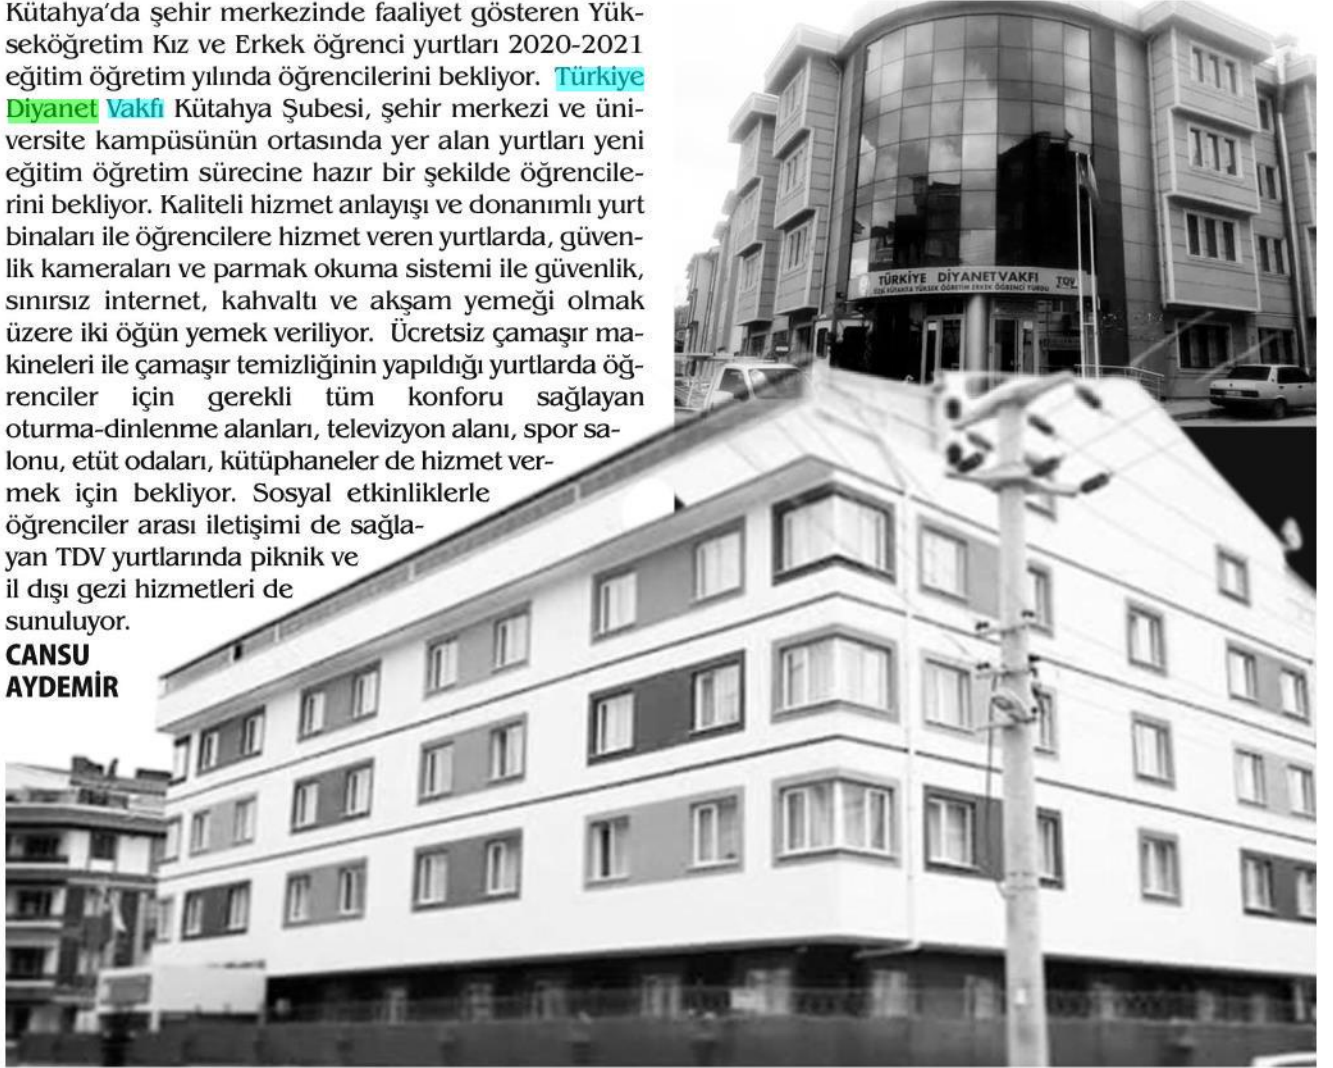 Kütahya'da şehir merkezinde faaliyet gösteren Yük-
seköğretim Kız ve Erkek öğrenci yurtları 2020-2021
eğitim öğretim yılında öğrencilerini bekliyor. Türkiye
Diyanet Vakfı Kütahya Şubesi, şehir merkezi ve üni-
versite kampüsünün ortasında yer alan yurtları yeni
eğitim öğretim sürecine hazır bir şekilde öğrencile-
rini bekliyor. Kaliteli hizmet anlayışı ve donanımlı yurt
binaları ile öğrencilere hizmet veren yurtlarda, güven-
lik kameraları ve parmak okuma sistemi ile güvenlik,
sınırsız internet, kahvaltı ve akşam yemeği olmak
üzere iki öğün yemek veriliyor. Ücretsiz çamaşır ma-
kineleri ile çamaşır temizliğinin yapıldığı yurtlarda öğ-
renciler için gerekli tüm konforu sağlayan
oturma-dinlenme alanları, televizyon alanı, spor sa-
lonu, etüt odaları, kütüphaneler de hizmet ver-
mek için bekliyor. Sosyal etkinliklerle
öğrenciler arası iletişimi de sağla-
yan TDV yurtlarında piknik ve
il dışı gezi hizmetleri de
sunuluyor.
CANSU
AYDEMİR
TÜRKİYE DİYANET VAKFI TDV
ÖZEL KÜTAHYA YÜKSEK ÖĞRETİM ERKEK ÖĞRENCİ YURDU